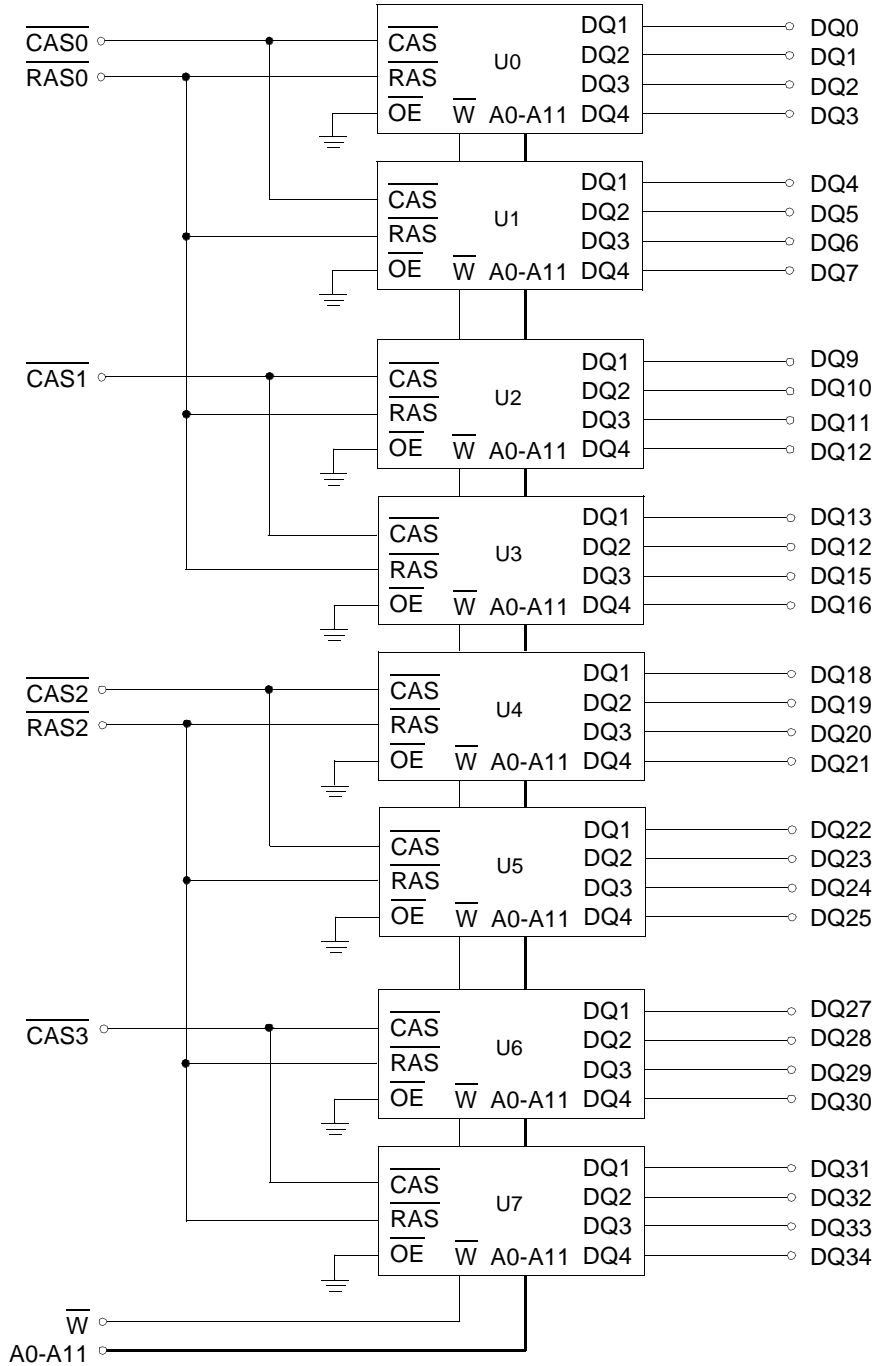 CAS0
RAS0
CAS
RAS
OE
W
A0-A11
U0
DQ1
DQ2
DQ3
DQ4
DQ0
DQ1
DQ2
DQ3
CAS
RAS
OE
W
A0-A11
U1
DQ1
DQ2
DQ3
DQ4
DQ4
DQ5
DQ6
DQ7
CAS1
CAS
RAS
OE
W
A0-A11
U2
DQ1
DQ2
DQ3
DQ4
DQ9
DQ10
DQ11
DQ12
CAS
RAS
OE
W
A0-A11
U3
DQ1
DQ2
DQ3
DQ4
DQ13
DQ12
DQ15
DQ16
CAS2
RAS2
CAS
RAS
OE
W
A0-A11
U4
DQ1
DQ2
DQ3
DQ4
DQ18
DQ19
DQ20
DQ21
CAS
RAS
OE
W
A0-A11
U5
DQ1
DQ2
DQ3
DQ4
DQ22
DQ23
DQ24
DQ25
CAS3
CAS
RAS
OE
W
A0-A11
U6
DQ1
DQ2
DQ3
DQ4
DQ27
DQ28
DQ29
DQ30
CAS
RAS
OE
W
A0-A11
U7
DQ1
DQ2
DQ3
DQ4
DQ31
DQ32
DQ33
DQ34
W
A0-A11